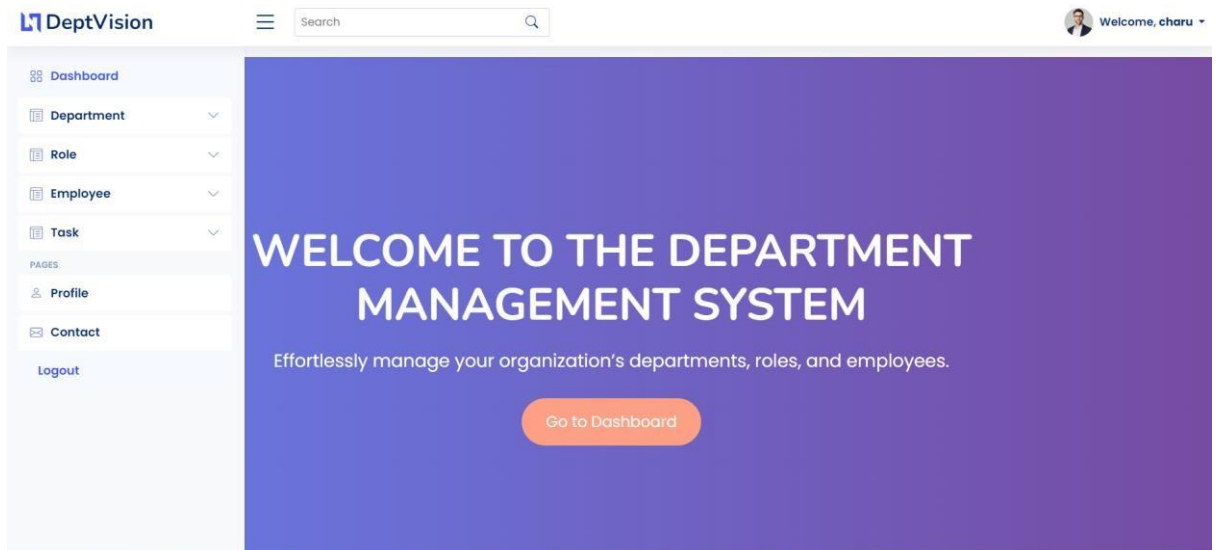 DeptVision
Search
Welcome, charu
Dashboard
Department
Role
Employee
Task
PAGES
Profile
Contact
Logout
WELCOME TO THE DEPARTMENT
MANAGEMENT SYSTEM
Effortlessly manage your organization's departments, roles, and employees.
Go to Dashboard